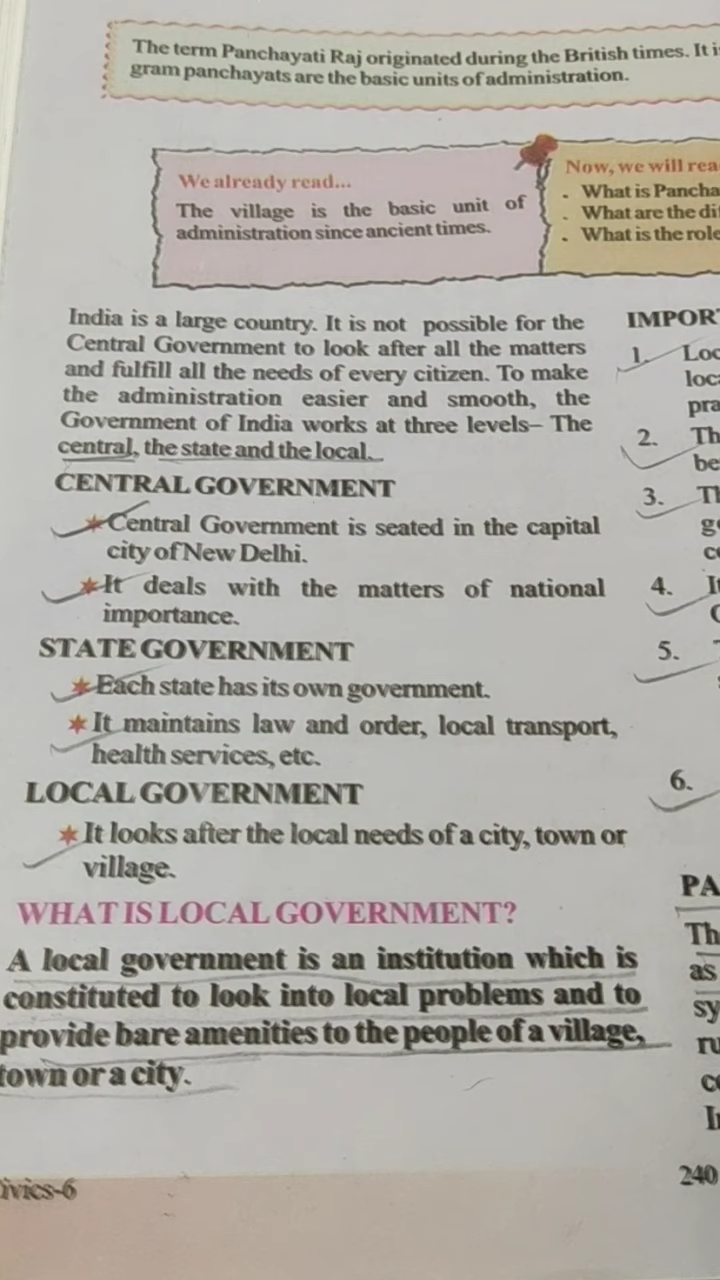 The term Panchayati Raj originated during the British times. It
gram panchayats are the basic units of administration.
We already read...
The village is the basic unit of
administration since ancient times.
Now, we will
. What is
. What are the
. What is the
India is a large country. It is not possible for the
Central Government to look after all the matters
and fulfill all the needs of every citizen. To make
the administration easier and smooth, the
Government of India works at three levels– The
central, the state and the local.
CENTRAL GOVERNMENT
Central Government is seated in the capital
city of New Delhi.
It deals with the matters of national
importance.
STATE GOVERNMENT
Each state has its own government.
It maintains law and order, local transport,
health services, etc.
LOCAL GOVERNMENT
It looks after the local needs of a city, town or
village.
WHAT IS LOCAL GOVERNMENT?
A local government is an institution which is
constituted to look into local problems and to
provide bare amenities to the people of a village,
town or a city.
1.
2.
3.
4.
5.
6.
as
240